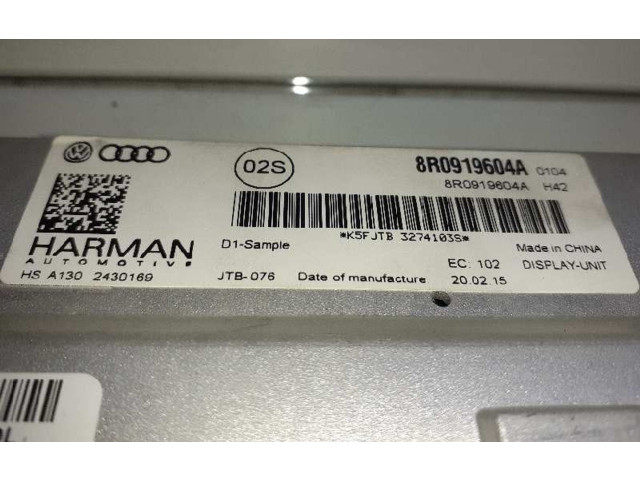 02S
8R0919604A 0104
8R0919604A H42
*K5FJTB 3274103S*
HARMAN
AUTOMOTIVE
D1-Sample
Made in CHINA
HS A130 2430169
JTB-076 Date of manufacture
EC. 102
20.02.15
DISPLAY-UNIT